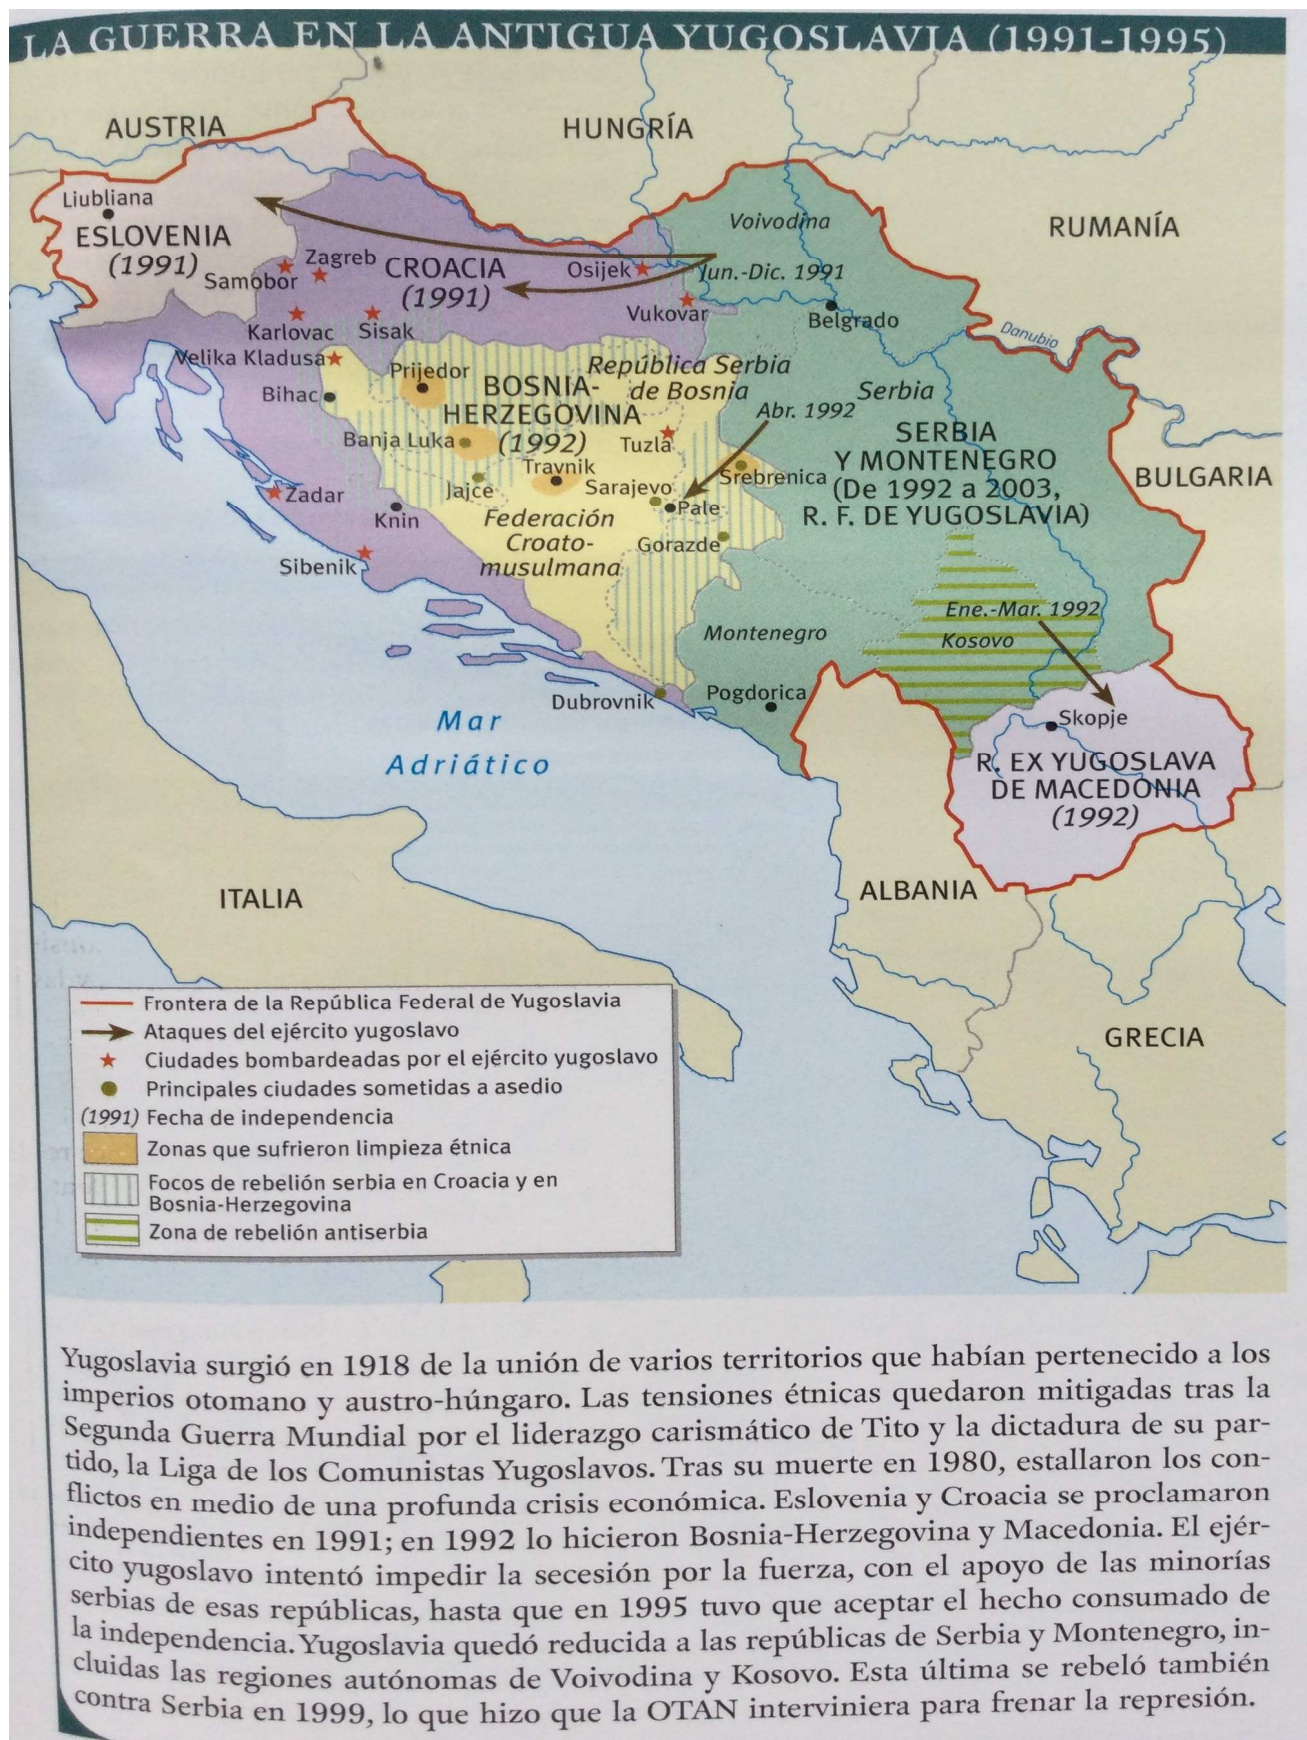 LA GUERRA EN LA ANTIGUA YUGOSLAVIA (1991-1995)
AUSTRIA
HUNGRÍA
RUMANÍA
Liubliana
ESLOVENIA
(1991)
Voivodina
Zagreb
Samobor
CROACIA
(1991)
Osijek
Jun.-Dic. 1991
Vukovar
Belgrado
Karlovac
Sisak
Danubio
Velika Kladusa
Prijedor
República Serbia
de Bosnia
Bihac
BOSNIA-
HERZEGOVINA
(1992)
Serbia
Abr. 1992
Banja Luka
Tuzla
SERBIA
Y MONTENEGRO
(De 1992 a 2003,
R. F. DE YUGOSLAVIA)
BULGARIA
Travnik
Srebrenica
Jajce
Sarajevo
Pale
Zadar
Knin
Federación
Croato-
musulmana
Gorazde
Sibenik
Ene.-Mar. 1992
Kosovo
Montenegro
Dubrovnik
Pogdorica
Skopje
Mar
Adriático
R. EX YUGOSLAVA
DE MACEDONIA
(1992)
ITALIA
ALBANIA
GRECIA
Frontera de la República Federal de Yugoslavia
Ataques del ejército yugoslavo
Ciudades bombardeadas por el ejército yugoslavo
Principales ciudades sometidas a asedio
(1991) Fecha de independencia
Zonas que sufrieron limpieza étnica
Focos de rebelión serbia en Croacia y en
Bosnia-Herzegovina
Zona de rebelión antiserbia
Yugoslavia surgió en 1918 de la unión de varios territorios que habían pertenecido a los
imperios otomano y austro-húngaro. Las tensiones étnicas quedaron mitigadas tras la
Segunda Guerra Mundial por el liderazgo carismático de Tito y la dictadura de su par-
tido, la Liga de los Comunistas Yugoslavos. Tras su muerte en 1980, estallaron los con-
flictos en medio de una profunda crisis económica. Eslovenia y Croacia se proclamaron
independientes en 1991; en 1992 lo hicieron Bosnia-Herzegovina y Macedonia. El ejér-
cito yugoslavo intentó impedir la secesión por la fuerza, con el apoyo de las minorías
serbias de esas repúblicas, hasta que en 1995 tuvo que aceptar el hecho consumado de
la independencia. Yugoslavia quedó reducida a las repúblicas de Serbia y Montenegro, in-
cluidas las regiones autónomas de Voivodina y Kosovo. Esta última se rebeló también
contra Serbia en 1999, lo que hizo que la OTAN interviniera para frenar la represión.